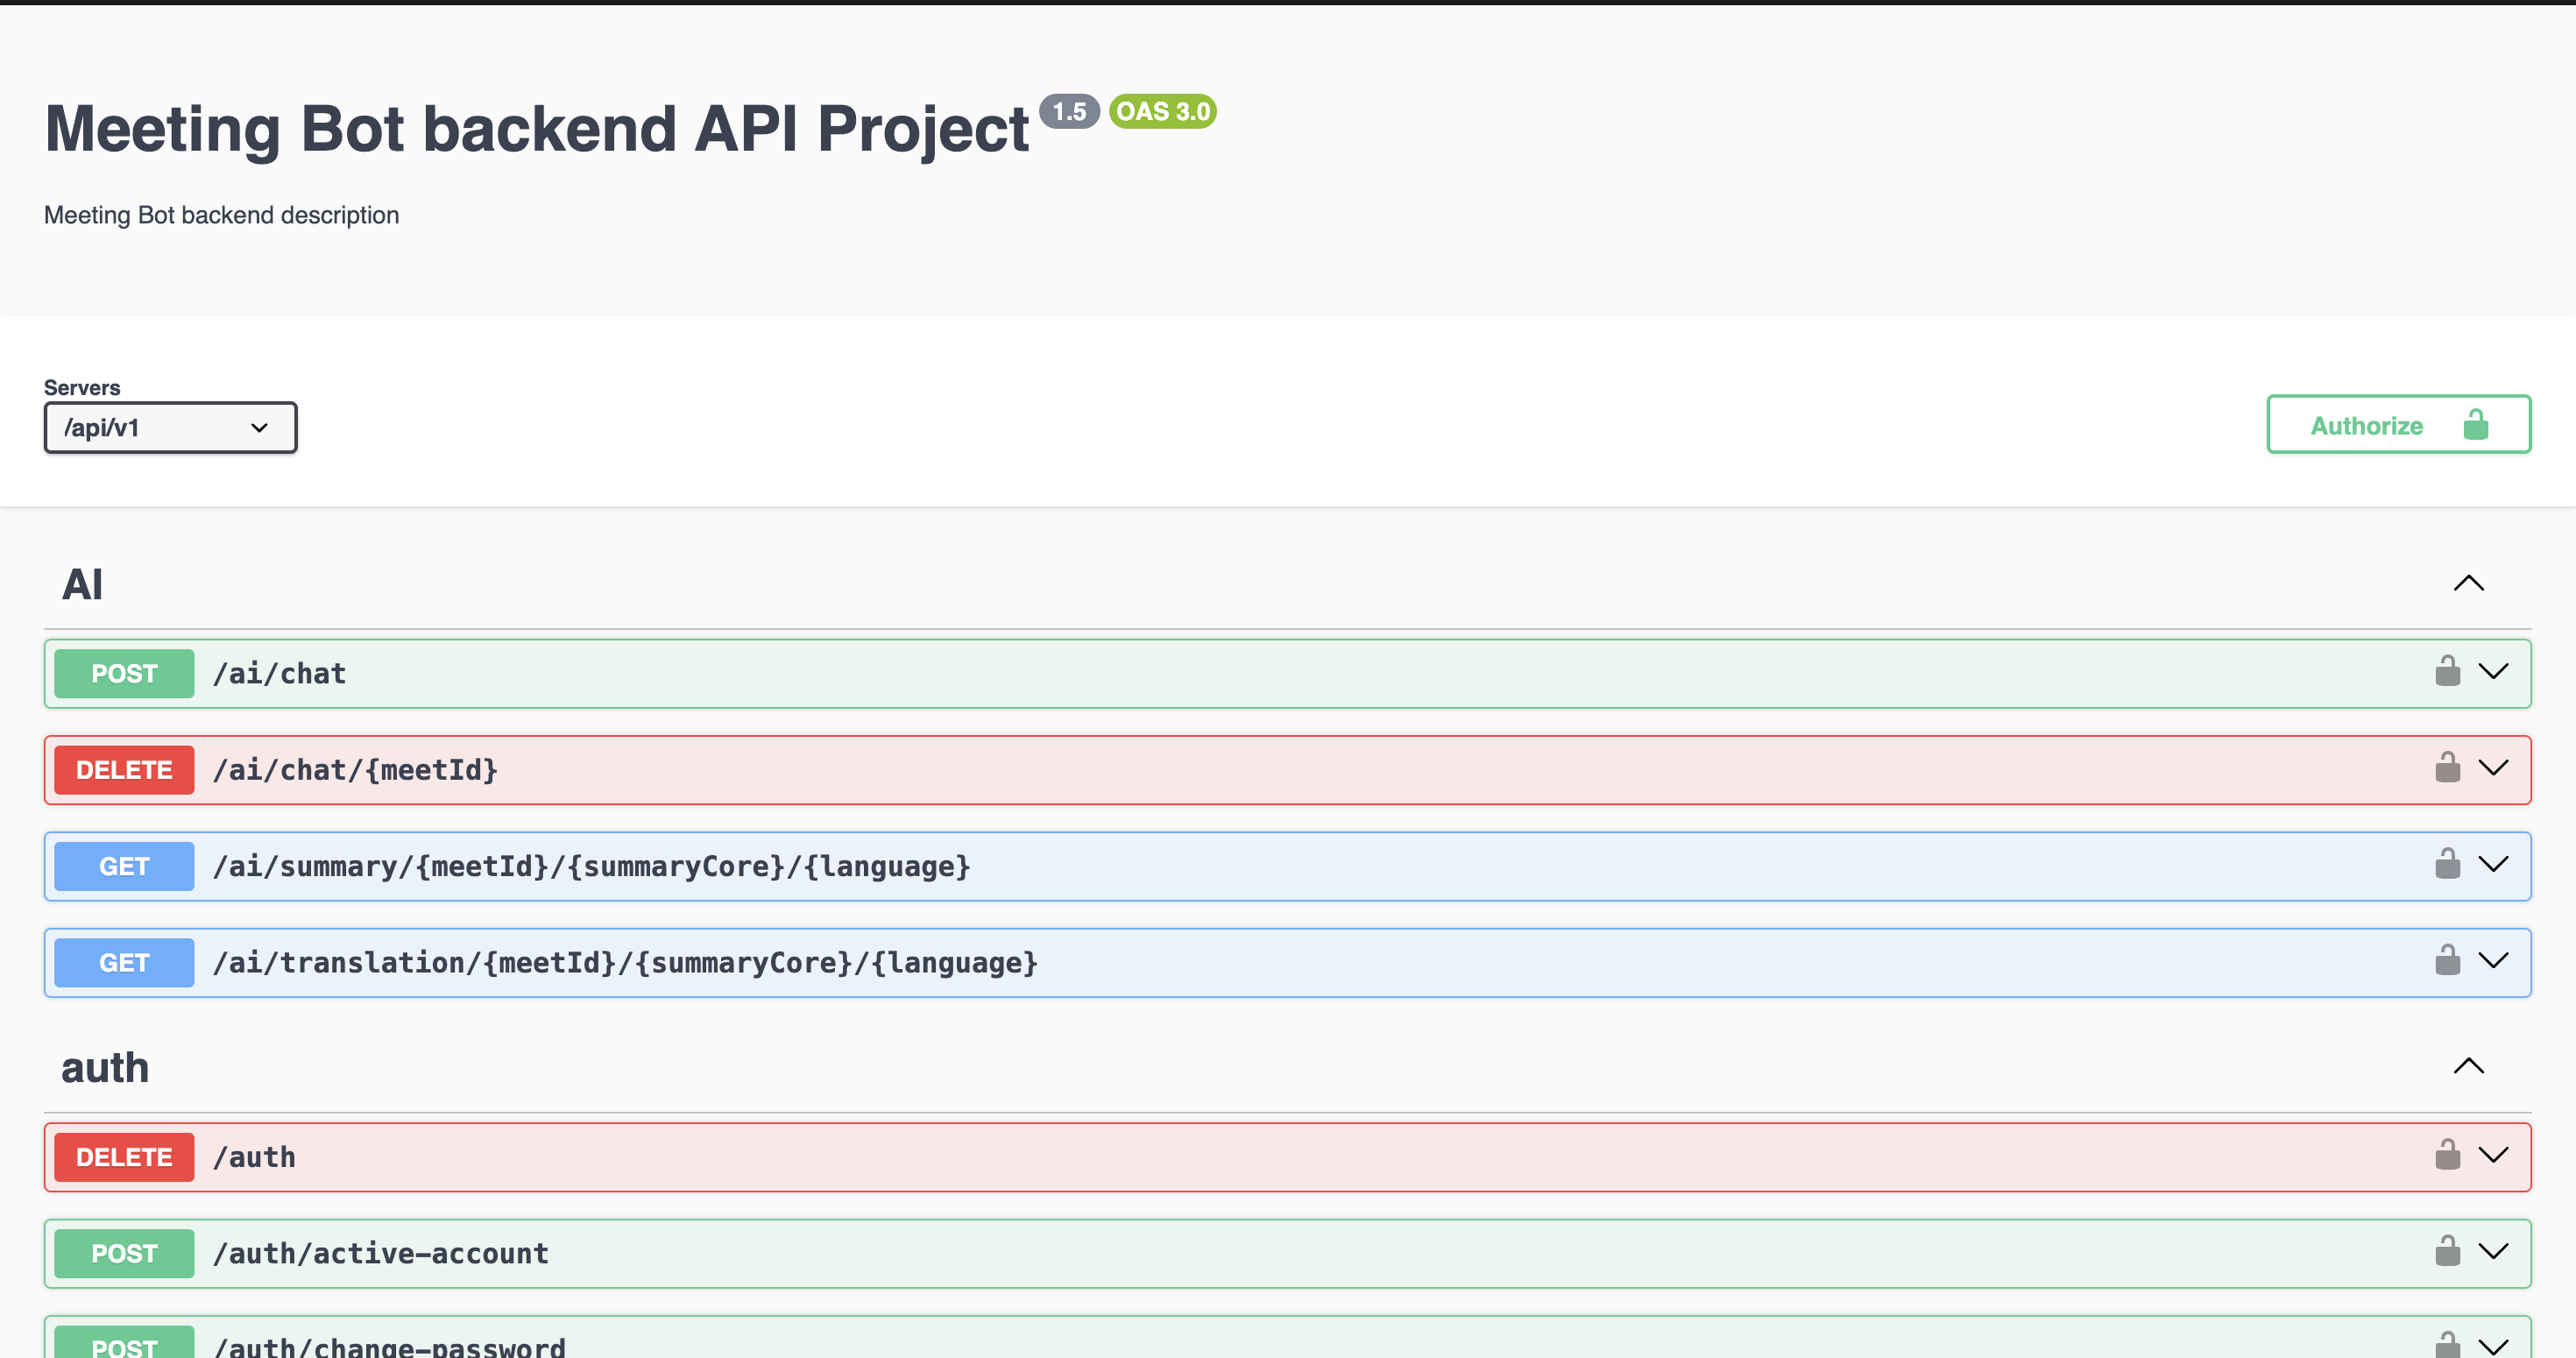 Meeting Bot backend API Project 1.5 OAS 3.0
Meeting Bot backend description
Servers
/api/v1
Authorize
AI
POST /ai/chat
DELETE /ai/chat/{meetId}
GET /ai/summary/{meetId}/{summaryCore}/{language}
GET /ai/translation/{meetId}/{summaryCore}/{language}
auth
DELETE /auth
POST /auth/active-account
POST /auth/change-password